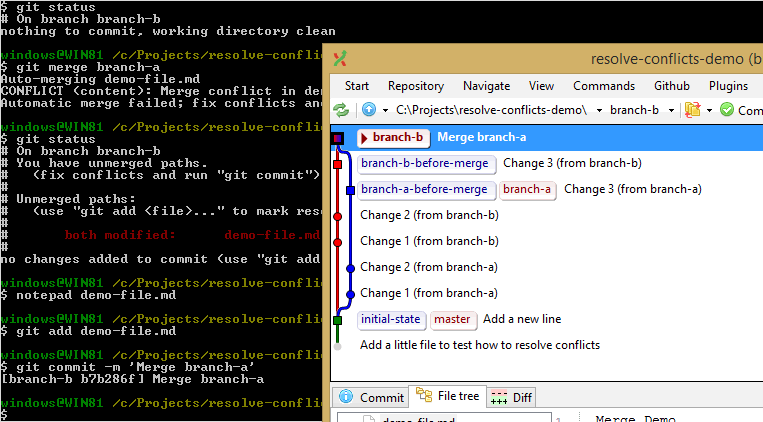 $ git status
# On branch branch-b
nothing to commit, working directory clean
windows@WIN81 /c/Projects/resolve-conflic
$ git merge branch-a
Auto-merging demo-file.md
CONFLICT (content): Merge conflict in dem
Automatic merge failed; fix conflicts and
windows@WIN81 /c/Projects/resolve-conflic
$ git status
# On branch branch-b
# You have unmerged paths.
#   (fix conflicts and run "git commit")
#
# Unmerged paths:
#   (use "git add <file>..." to mark reso
#
#       both modified:      demo-file.md
#
no changes added to commit (use "git add
windows@WIN81 /c/Projects/resolve-conflic
$ notepad demo-file.md
windows@WIN81 /c/Projects/resolve-conflic
$ git add demo-file.md
windows@WIN81 /c/Projects/resolve-conflic
$ git commit -m 'Merge branch-a'
[branch-b b7b286f] Merge branch-a
windows@WIN81 /c/Projects/resolve-conflic
$
resolve-conflicts-demo (b
Start Repository Navigate View Commands Github Plugins
C:\Projects\resolve-conflicts-demo\ branch-b Com
branch-b Merge branch-a
branch-b-before-merge Change 3 (from branch-b)
branch-a-before-merge branch-a Change 3 (from branch-a)
Change 2 (from branch-b)
Change 1 (from branch-b)
Change 2 (from branch-a)
Change 1 (from branch-a)
initial-state master Add a new line
Add a little file to test how to resolve conflicts
Commit File tree Diff
demo-file.md 1 Merge Demo